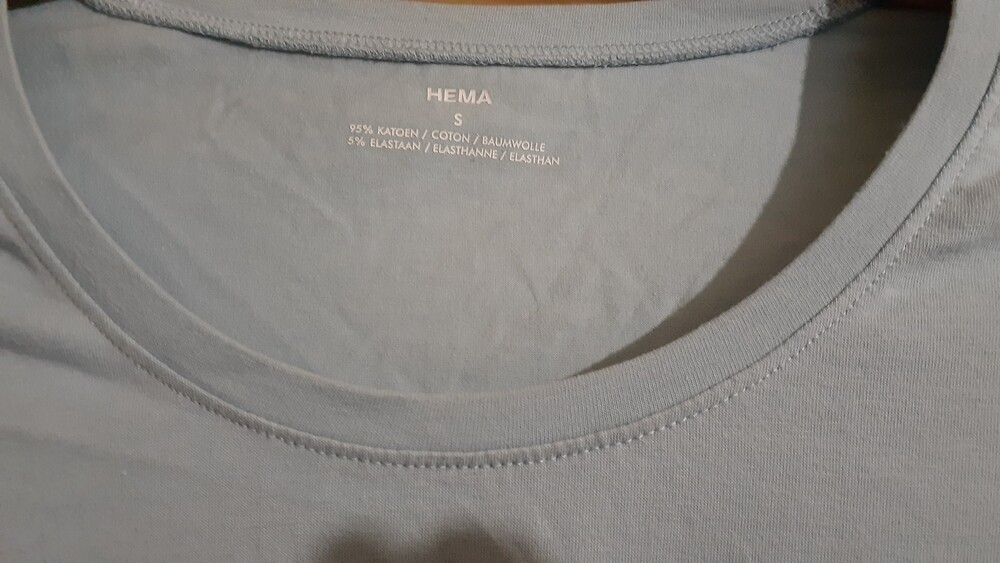 HEMA
S
95% KATOEN / COTON / BAUMWOLLE
5% ELASTAAN / ELASTHANNE / ELASTHAN